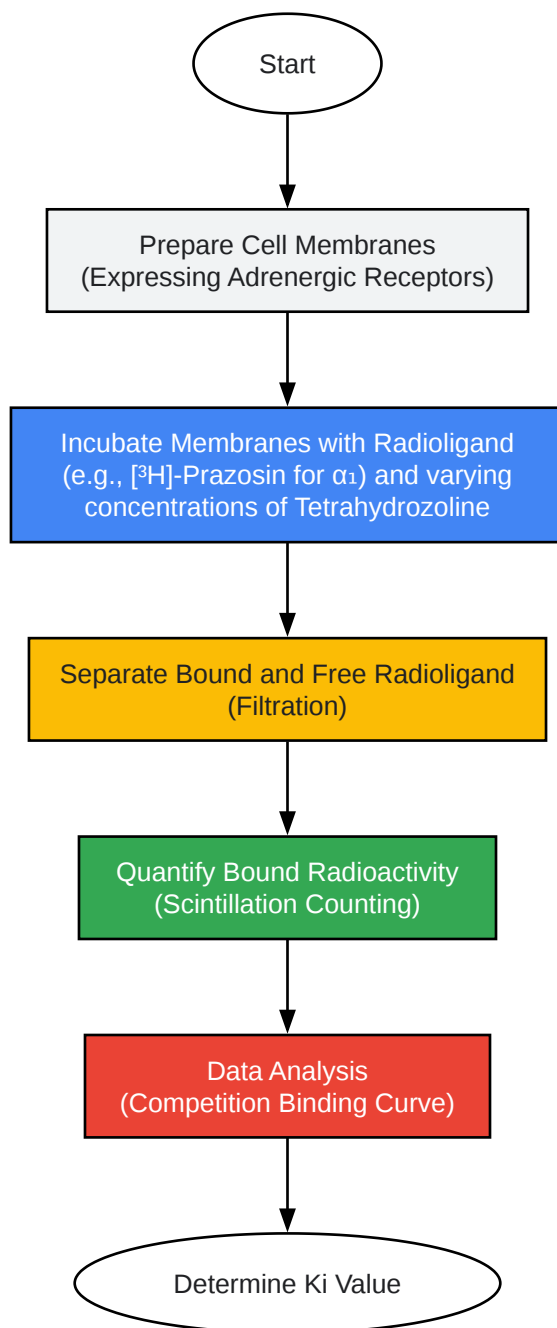 Start
Prepare Cell Membranes
(Expressing Adrenergic Receptors)
Incubate Membranes with Radioligand
(e.g., [³H]-Prazosin for α₁) and varying
concentrations of Tetrahydrozoline
Separate Bound and Free Radioligand
(Filtration)
Quantify Bound Radioactivity
(Scintillation Counting)
Data Analysis
(Competition Binding Curve)
Determine Ki Value